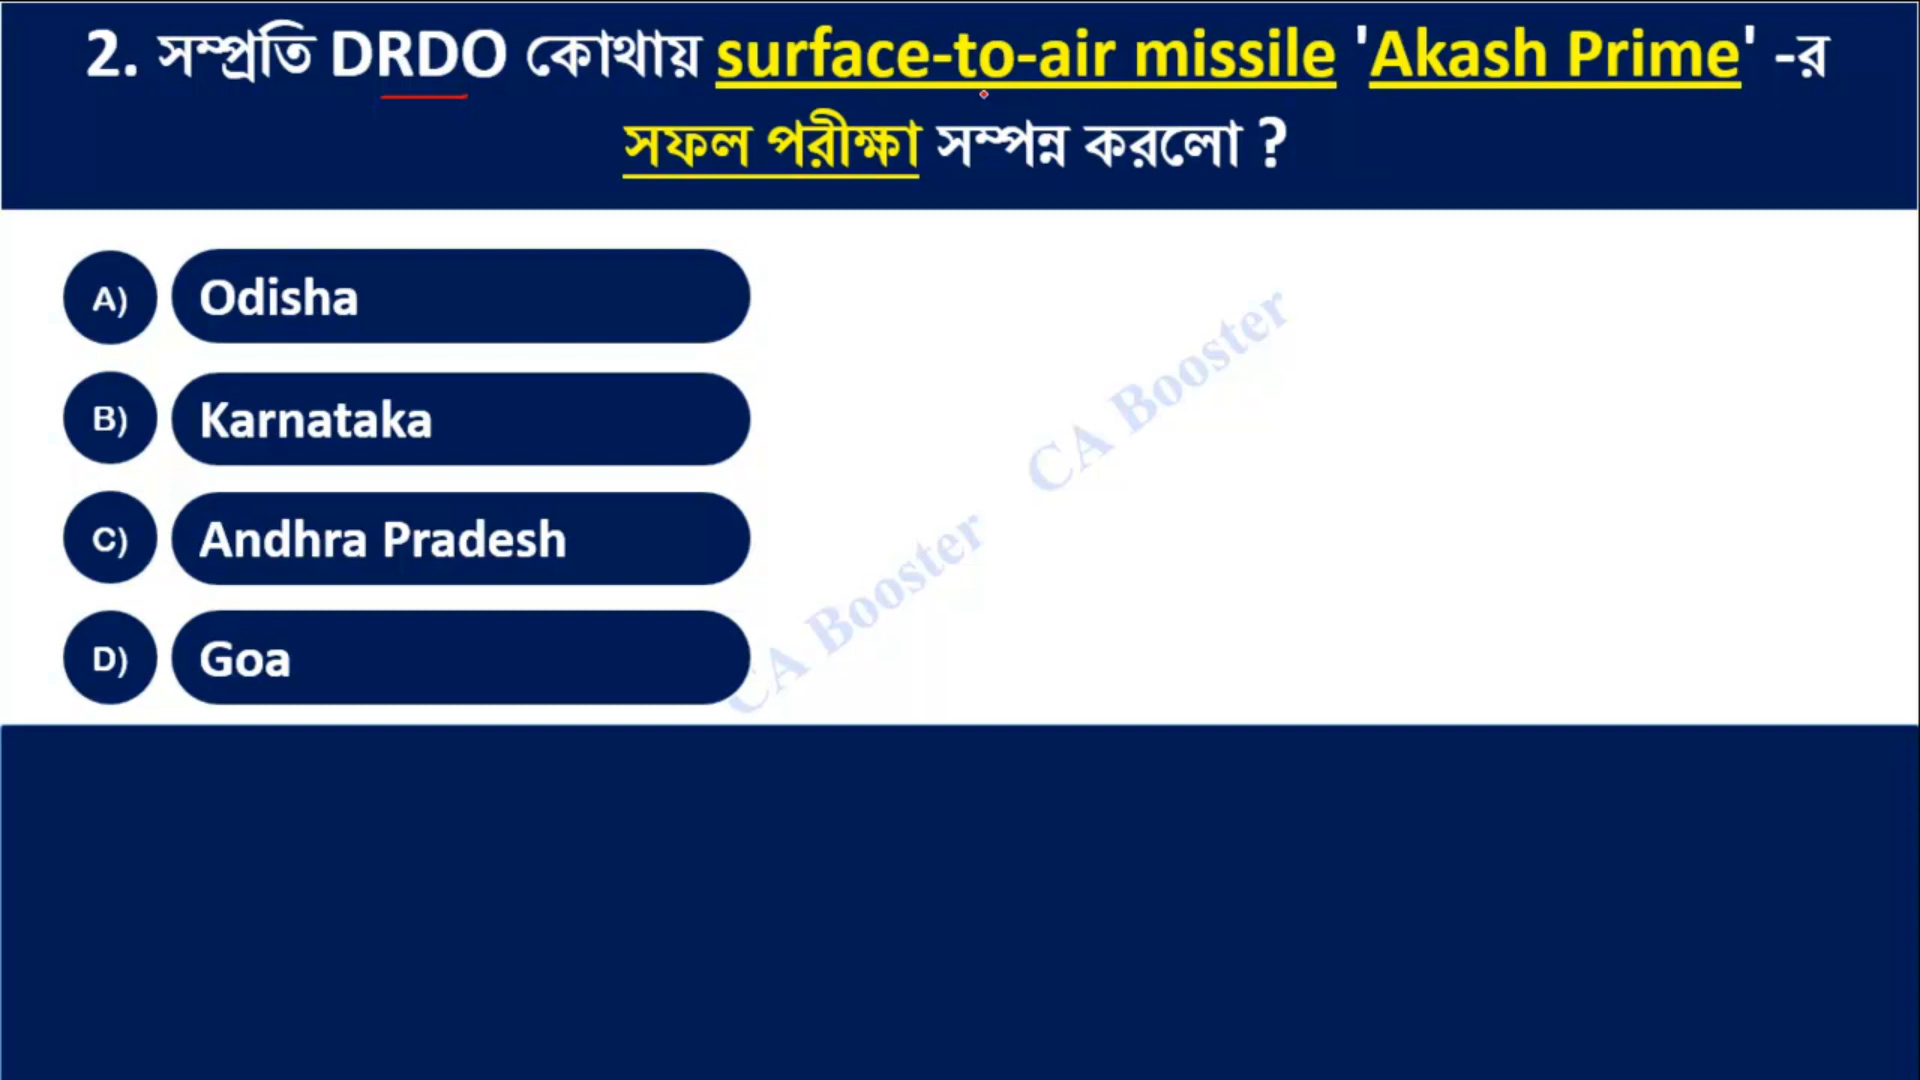 2. সম্প্রতি DRDO কোথায় surface-to-air missile 'Akash Prime' -র
সফল পরীক্ষা সম্পন্ন করলো ?
A) Odisha
B) Karnataka
C) Andhra Pradesh
D) Goa
CA Booster
CA Booster